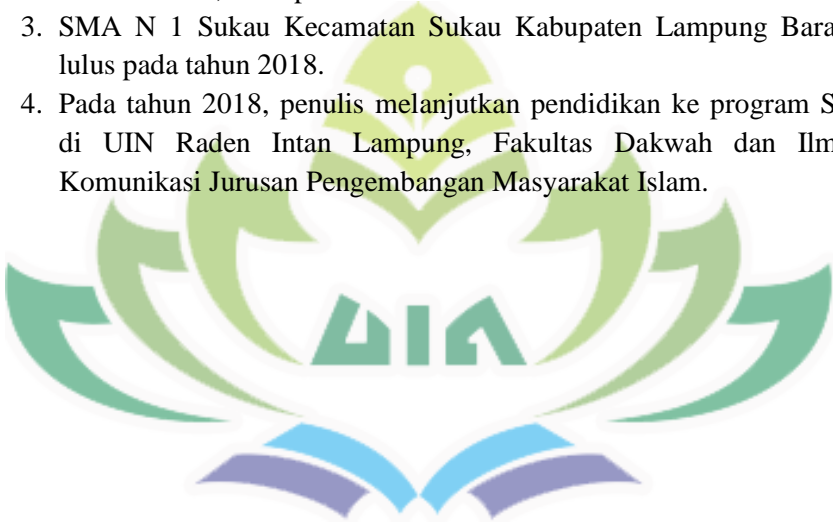 3. SMA N 1 Sukau Kecamatan Sukau Kabupaten Lampung Bara
lulus pada tahun 2018.
4. Pada tahun 2018, penulis melanjutkan pendidikan ke program S
di UIN Raden Intan Lampung, Fakultas Dakwah dan Ilm
Komunikasi Jurusan Pengembangan Masyarakat Islam.
UIN